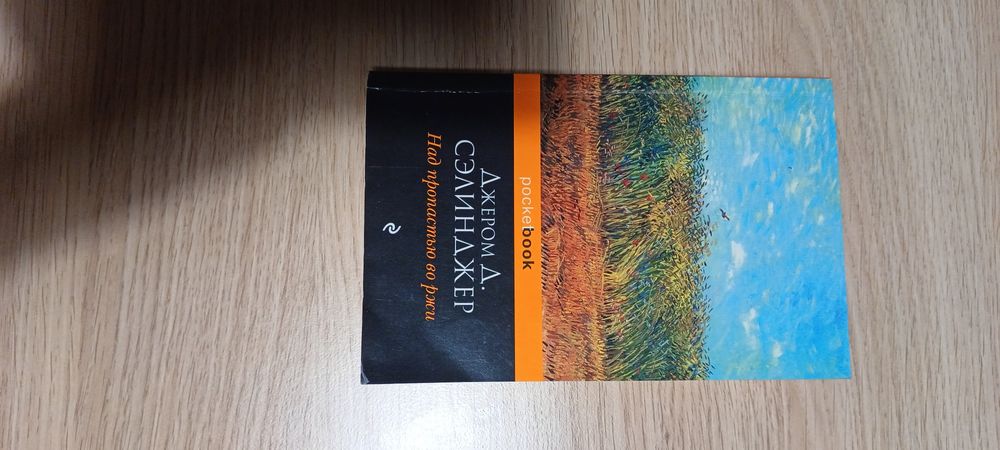 pocketbook
ДЖЕРОМ Д.
СЭЛИНДЖЕР
Над пропастью во ржи